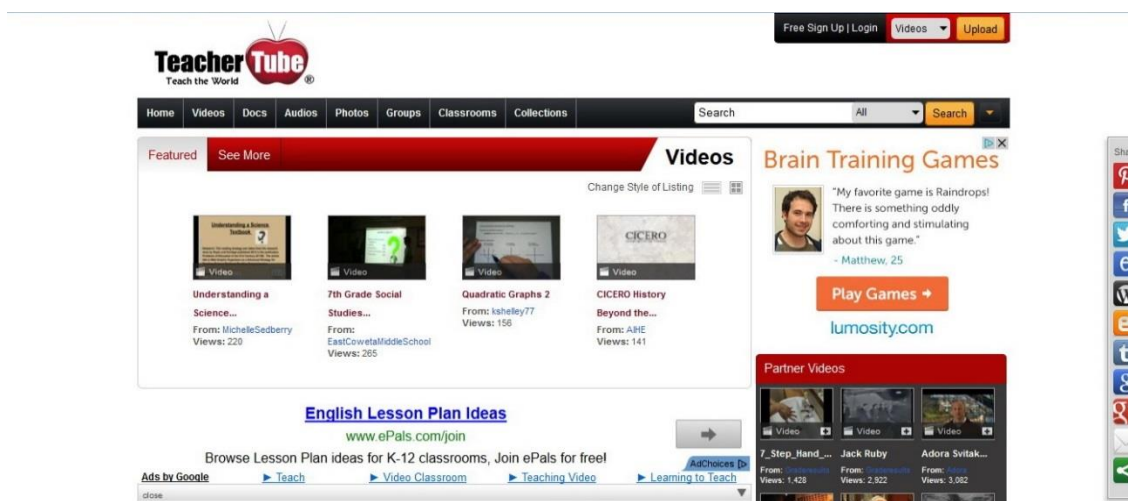 Free Sign Up | Login Videos Upload
Teacher Tube ®
Teach the World
Home Videos Docs Audios Photos Groups Classrooms Collections Search All Search
Featured See More Videos
Change Style of Listing
Understanding a Science
Textbook
Video Video Video CICERO Video
Understanding a
Science...
From: MichelleSedberry
Views: 220
7th Grade Social
Studies...
From:
EastCowetaMiddleSchool
Views: 265
Quadratic Graphs 2
From: kshelley77
Views: 156
CICERO History
Beyond the...
From: AIHE
Views: 141
Brain Training Games
"My favorite game is Raindrops!
There is something oddly
comforting and stimulating
about this game."
- Matthew, 25
Play Games
lumosity.com
Partner Videos
Video Video Video
7_Step_Hand_... Jack Ruby Adora Svitak...
From: From: From: Adora
Views: 1,428 Views: 2,922 Views: 3,082
English Lesson Plan Ideas
www.ePals.com/join
Browse Lesson Plan ideas for K-12 classrooms, Join ePals for free!
AdChoices
Ads by Google Teach Video Classroom Teaching Video Learning to Teach
close
Sha